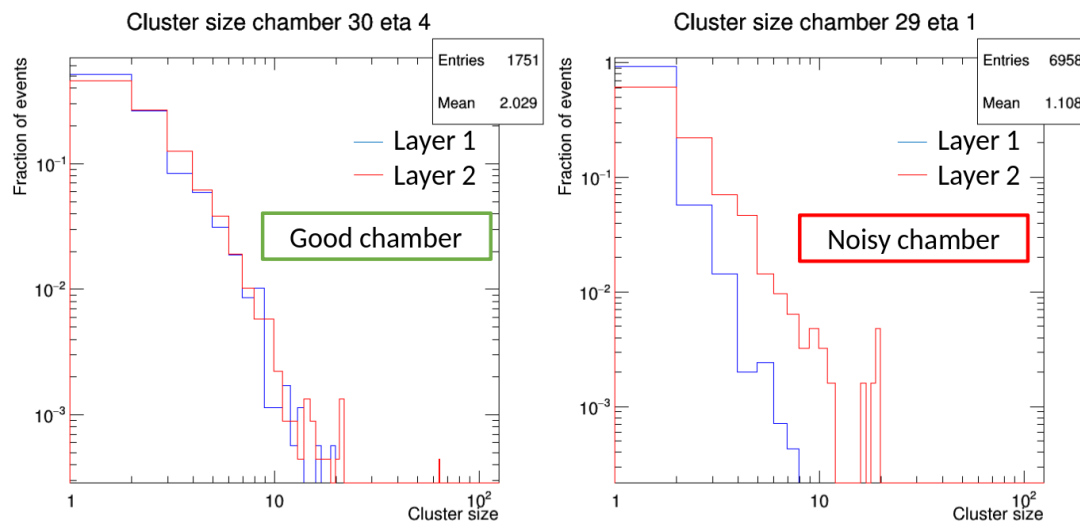 Cluster size chamber 30 eta 4
Entries 1751
Mean 2.029
Fraction of events
Layer 1
Layer 2
Good chamber
10⁻¹
10⁻²
10⁻³
1 10 10²
Cluster size
Cluster size chamber 29 eta 1
Entries 6958
Mean 1.108
Fraction of events
Layer 1
Layer 2
Noisy chamber
1
10⁻¹
10⁻²
10⁻³
1 10 10²
Cluster size